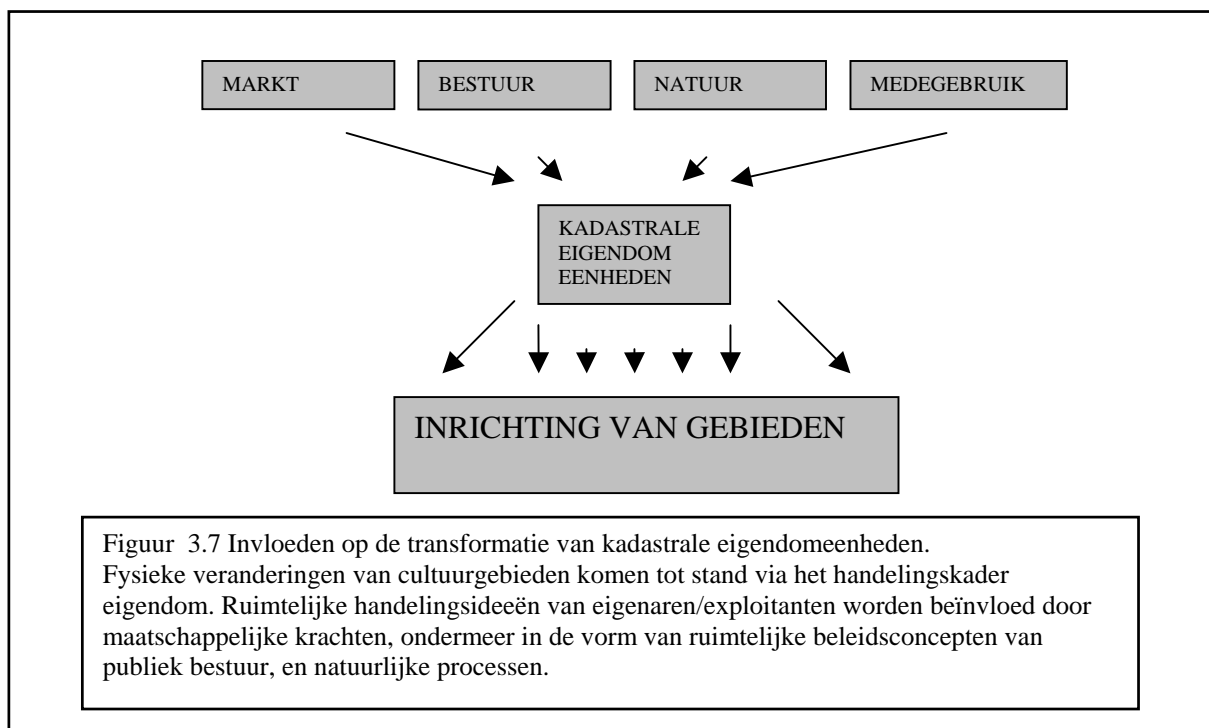 MARKT
BESTUUR
NATUUR
MEDEGEBRUIK
KADASTRALE
EIGENDOM
EENHEDEN
INRICHTING VAN GEBIEDEN
Figuur 3.7 Invloeden op de transformatie van kadastrale eigendomeenheden.
Fysieke veranderingen van cultuurgebieden komen tot stand via het handelingskader
eigendom. Ruimtelijke handelingsideeën van eigenaren/exploitanten worden beïnvloed door
maatschappelijke krachten, ondermeer in de vorm van ruimtelijke beleidsconcepten van
publiek bestuur, en natuurlijke processen.